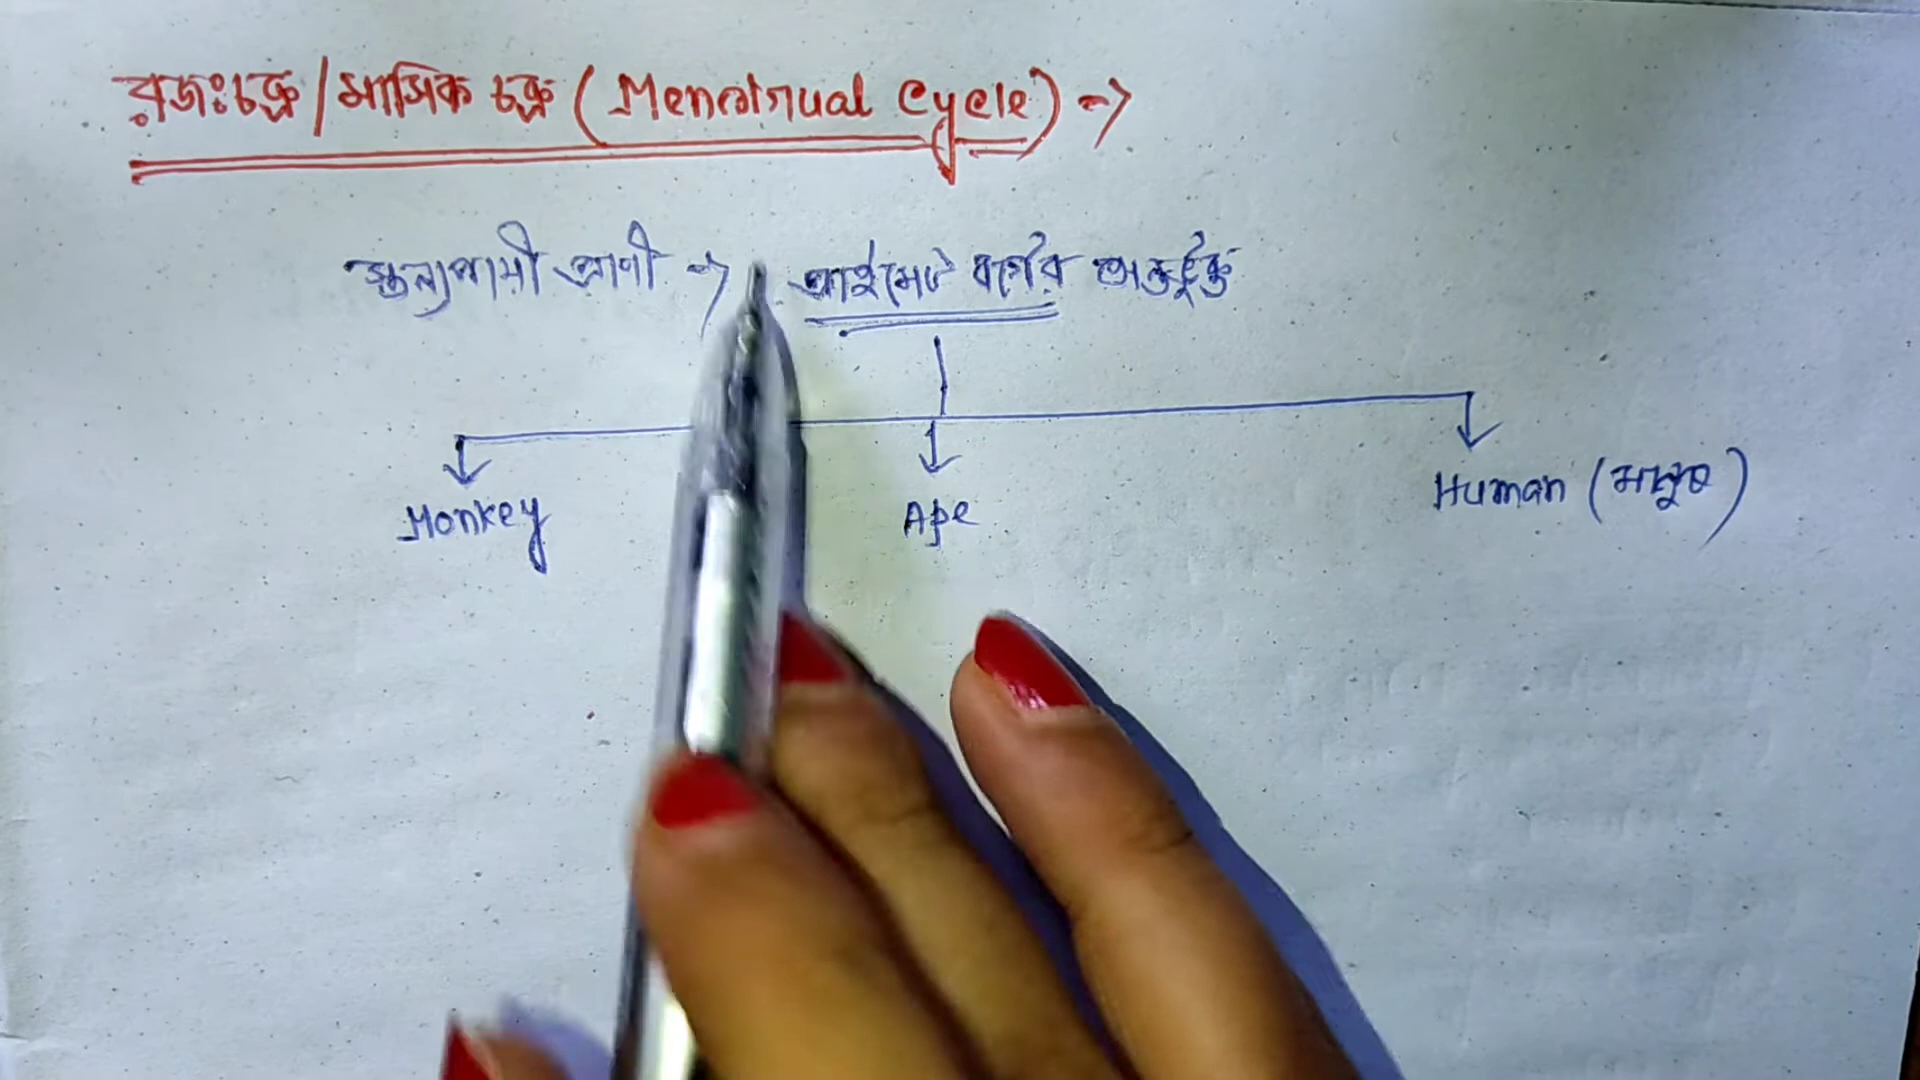 রজঃচক্র/মাসিক চক্র (Menstrual Cycle) ->
স্তন্যপায়ী প্রাণী -> প্রাইমেট বর্গের অন্তর্ভুক্ত
Monkey Ape Human (মানুষ)